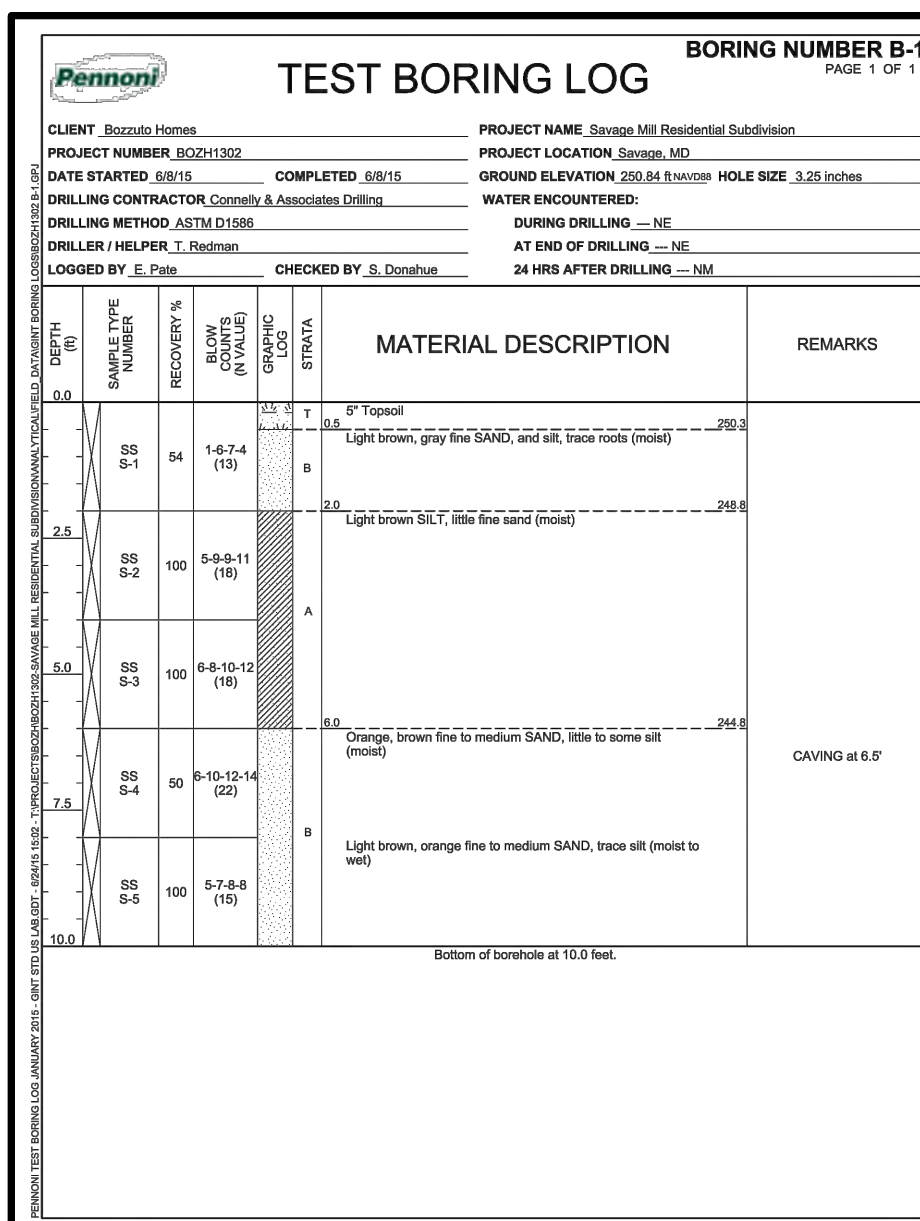 BORING NUMBER B-1
PAGE 1 OF 1
Pennoni
TEST BORING LOG
CLIENT Bozzuto Homes
PROJECT NAME Savage Mill Residential Subdivision
PROJECT NUMBER BOZH1302
PROJECT LOCATION Savage, MD
DATE STARTED 6/8/15 COMPLETED 6/8/15
GROUND ELEVATION 250.84 ft NAVD88 HOLE SIZE 3.25 inches
DRILLING CONTRACTOR Connelly & Associates Drilling
WATER ENCOUNTERED:
DRILLING METHOD ASTM D1586
DURING DRILLING --- NE
DRILLER / HELPER T. Redman
AT END OF DRILLING --- NE
LOGGED BY E. Pate CHECKED BY S. Donahue
24 HRS AFTER DRILLING --- NM
DEPTH (ft)
SAMPLE TYPE NUMBER
RECOVERY %
BLOW COUNTS (N VALUE)
GRAPHIC LOG
STRATA
MATERIAL DESCRIPTION
REMARKS
0.0
T 5" Topsoil
0.5 250.3
Light brown, gray fine SAND, and silt, trace roots (moist)
SS S-1 54 1-6-7-4 (13)
B
2.0 248.8
Light brown SILT, little fine sand (moist)
2.5
SS S-2 100 5-9-9-11 (18)
A
5.0
SS S-3 100 6-8-10-12 (18)
6.0 244.8
Orange, brown fine to medium SAND, little to some silt
(moist)
CAVING at 6.5'
SS S-4 50 6-10-12-14 (22)
7.5
B
Light brown, orange fine to medium SAND, trace silt (moist to
wet)
SS S-5 100 5-7-8-8 (15)
10.0
Bottom of borehole at 10.0 feet.
PENNONI TEST BORING LOG JANUARY 2015 - GINT STD US LAB.GDT - 6/24/15 15:02 - T:\PROJECTS\BOZH\BOZH1302-SAVAGE MILL RESIDENTIAL SUBDIVISION\ANALYTICAL\FIELD_DATA\GINT BORING LOGS\BOZH1302 B-1.GPJ